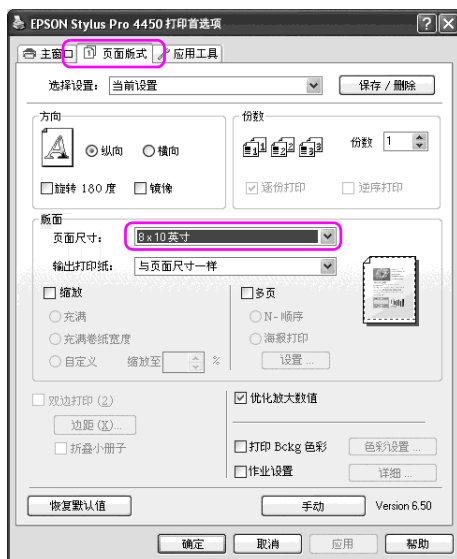 EPSON Stylus Pro 4450 打印首选项
主窗口 页面版式 应用工具
选择设置: 当前设置 保存 / 删除
方向
A 纵向 横向
旋转 180 度 镜像
份数
1 1 2 2 3 3 份数 1
逐份打印 逆序打印
版面
页面尺寸: 8 x 10 英寸
输出打印纸: 与页面尺寸一样
缩放
充满
充满卷纸宽度
自定义 缩放至 %
多页
N - 顺序
海报打印
设置 ...
双边打印 (2)
边距 (X)...
折叠小册子
优化放大数值
打印 Bckg 色彩 色彩设置 ...
作业设置 详细 ...
恢复默认值 手动 Version 6.50
确定 取消 应用 帮助